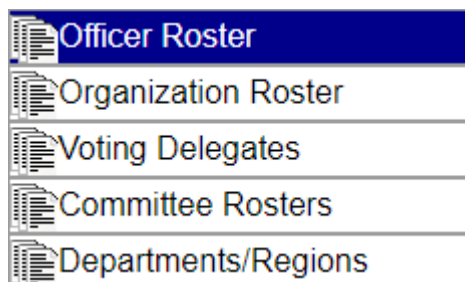 Officer Roster
Organization Roster
Voting Delegates
Committee Rosters
Departments/Regions